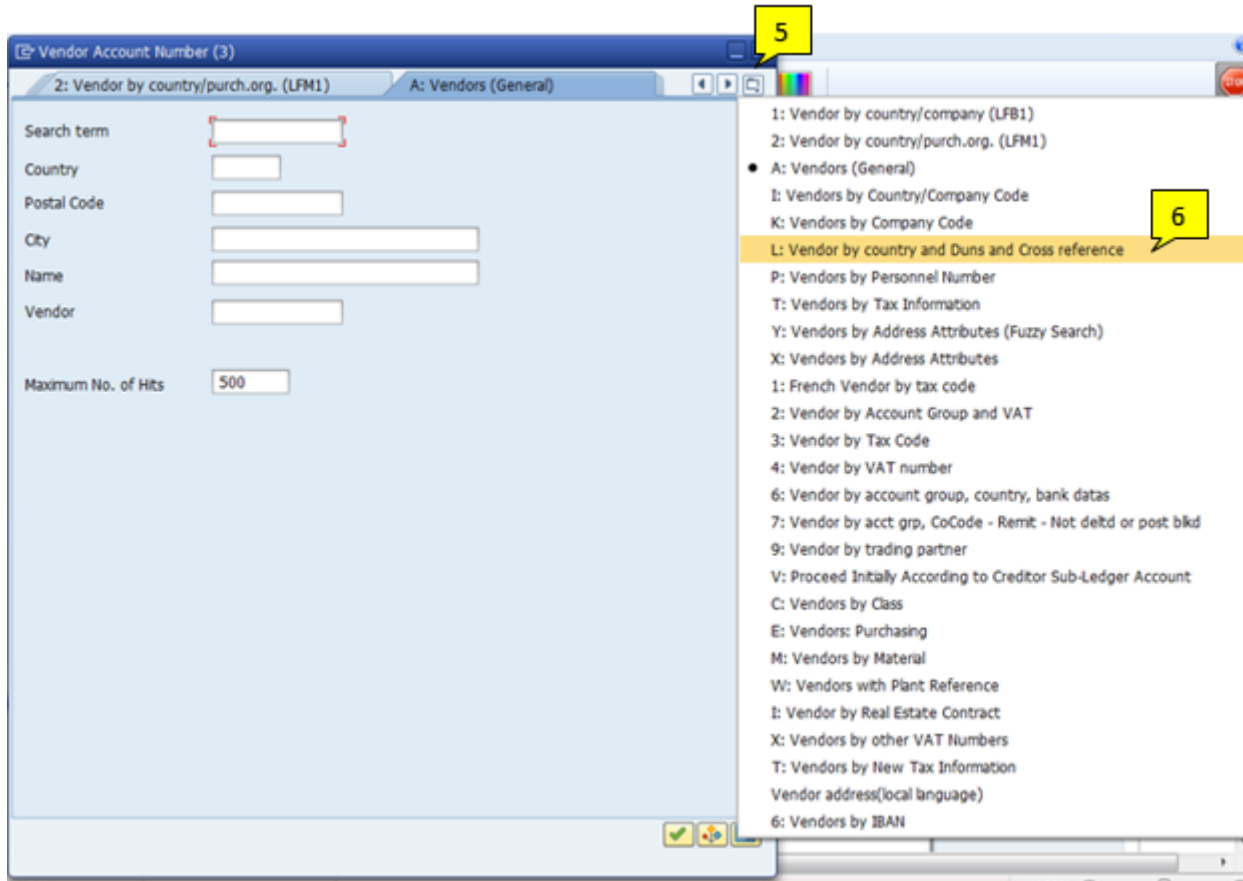 5
Vendor Account Number (3)
2: Vendor by country/purch.org. (LFM1)
A: Vendors (General)
Search term
Country
Postal Code
City
Name
Vendor
Maximum No. of Hits
500
STOP
1: Vendor by country/company (LFB1)
2: Vendor by country/purch.org. (LFM1)
A: Vendors (General)
I: Vendors by Country/Company Code
K: Vendors by Company Code
6
L: Vendor by country and Duns and Cross reference
P: Vendors by Personnel Number
T: Vendors by Tax Information
Y: Vendors by Address Attributes (Fuzzy Search)
X: Vendors by Address Attributes
1: French Vendor by tax code
2: Vendor by Account Group and VAT
3: Vendor by Tax Code
4: Vendor by VAT number
6: Vendor by account group, country, bank datas
7: Vendor by acct grp, CoCode - Remit - Not deltd or post blkd
9: Vendor by trading partner
V: Proceed Initially According to Creditor Sub-Ledger Account
C: Vendors by Class
E: Vendors: Purchasing
M: Vendors by Material
W: Vendors with Plant Reference
I: Vendor by Real Estate Contract
X: Vendors by other VAT Numbers
T: Vendors by New Tax Information
Vendor address(local language)
6: Vendors by IBAN